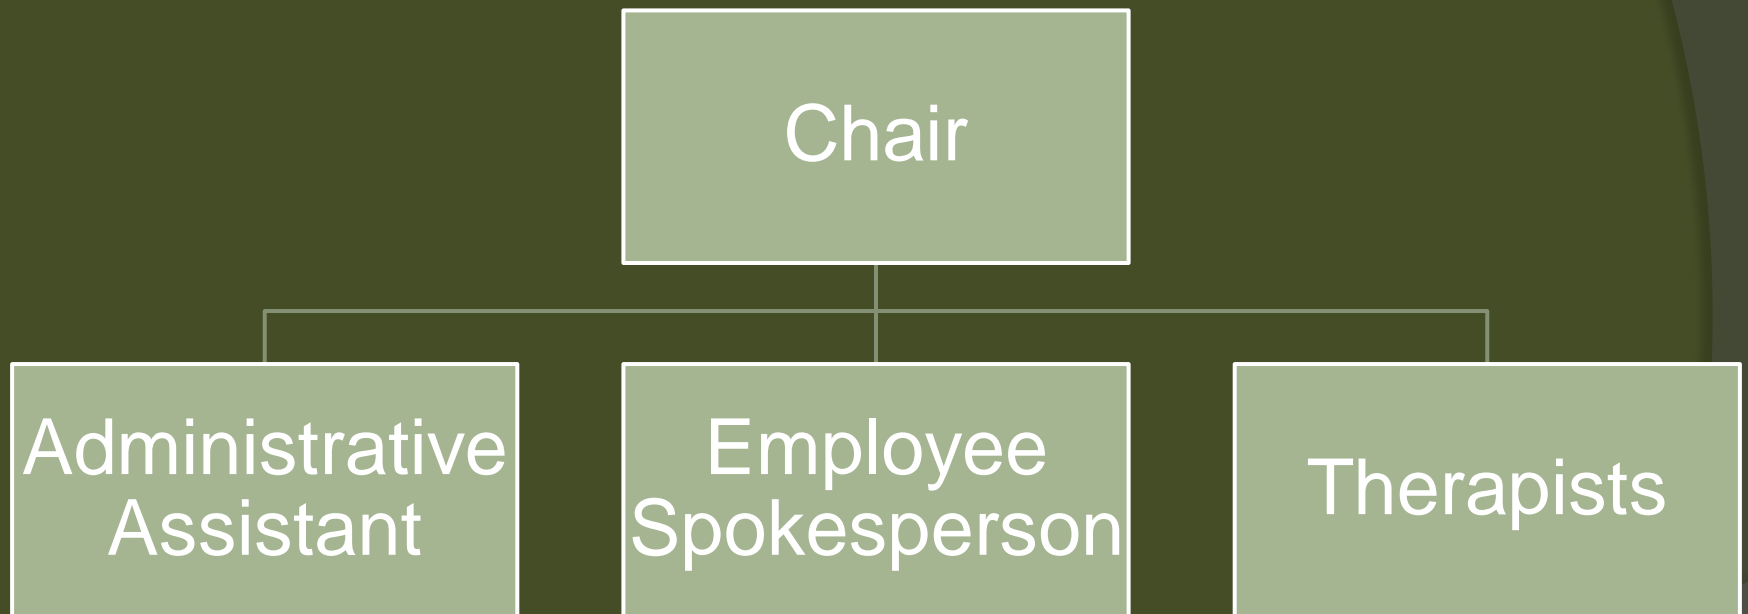 Chair
Administrative
Assistant
Employee
Spokesperson
Therapists